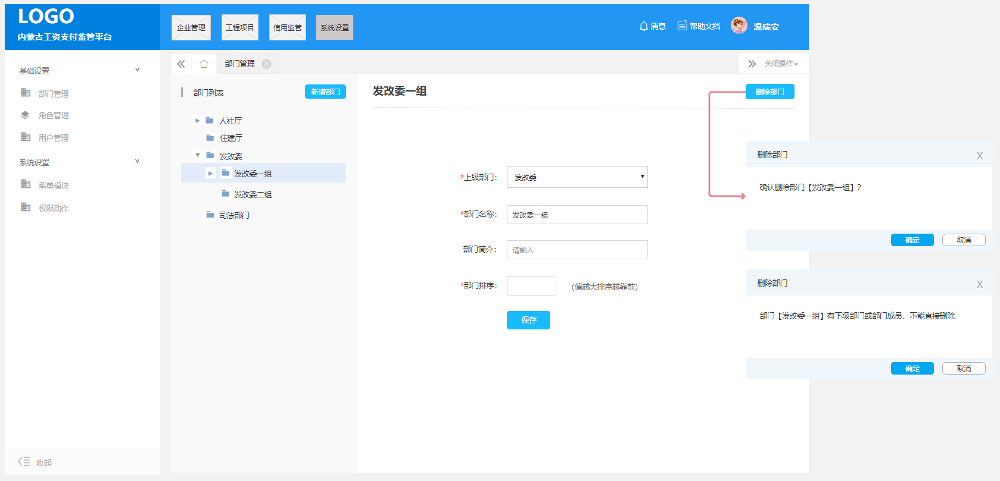 LOGO
内蒙古工资支付监管平台
企业管理
工程项目
信用监管
系统设置
消息
帮助文档
温瑞安
基础设置
部门管理
角色管理
用户管理
系统设置
菜单模块
权限动作
收起
部门管理
关闭操作
部门列表
新增部门
人社厅
住建厅
发改委
发改委一组
发改委二组
司法部门
发改委一组
删除部门
*上级部门：
发改委
*部门名称：
发改委一组
部门简介：
请输入
*部门排序：
（值越大排序越靠前）
保存
删除部门
X
确认删除部门【发改委一组】？
确定
取消
删除部门
X
部门【发改委一组】有下级部门或部门成员，不能直接删除
确定
取消